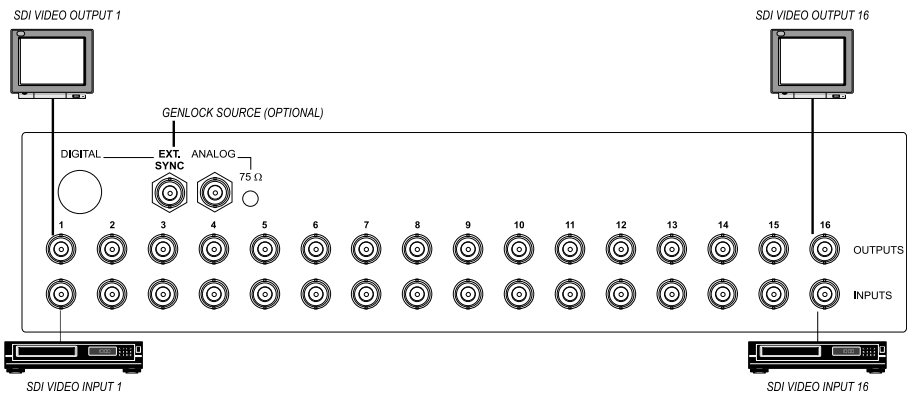 SDI VIDEO OUTPUT 1 SDI VIDEO OUTPUT 16
GENLOCK SOURCE (OPTIONAL)
DIGITAL EXT. ANALOG
SYNC
75 Ω
1 2 3 4 5 6 7 8 9 10 11 12 13 14 15 16
OUTPUTS
INPUTS
SDI VIDEO INPUT 1 SDI VIDEO INPUT 16